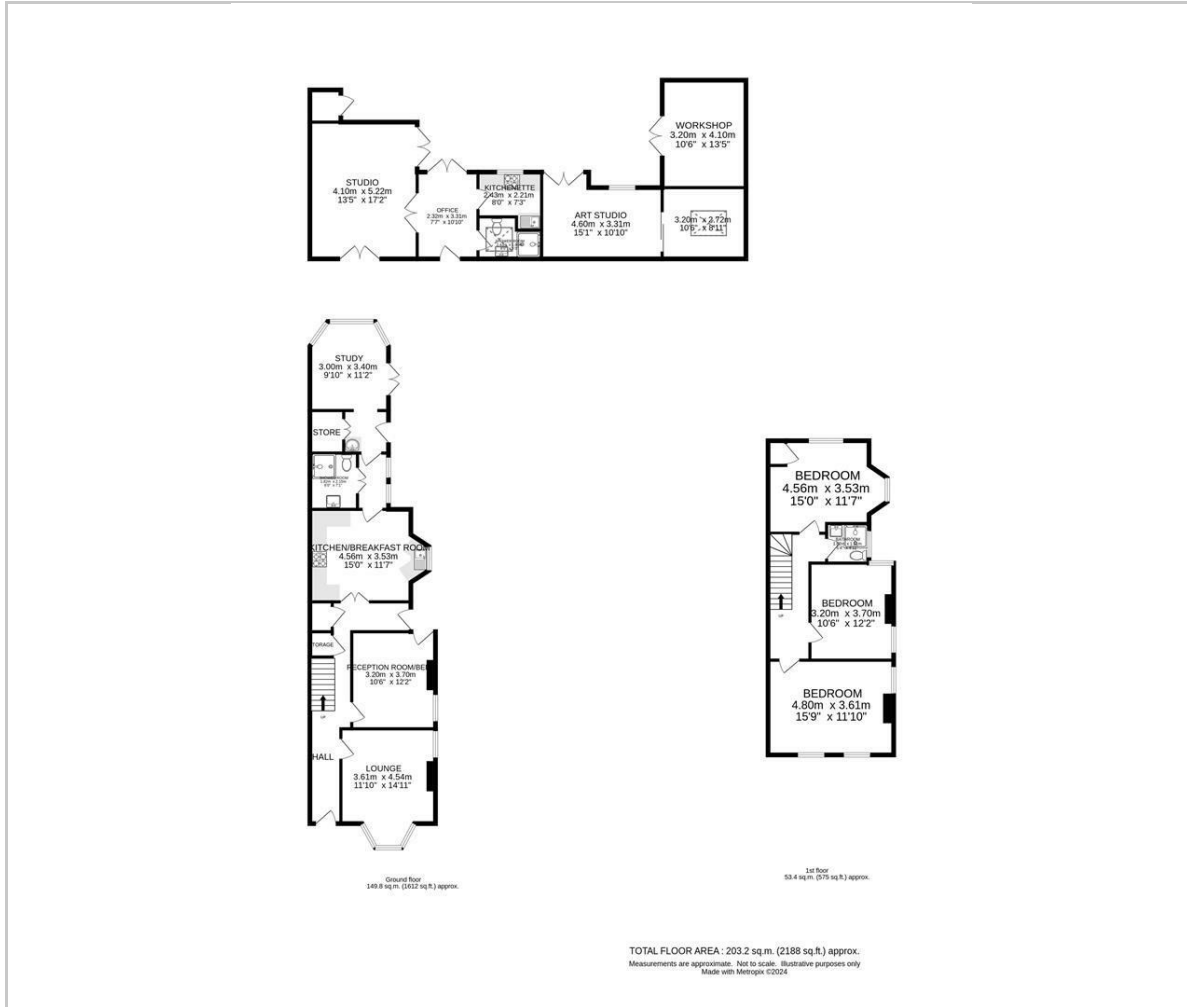 WORKSHOP
3.20m x 4.10m
10'6" x 13'5"
STUDIO
4.10m x 5.22m
13'5" x 17'2"
KITCHENETTE
2.43m x 2.21m
8'0" x 7'3"
OFFICE
2.32m x 3.31m
7'7" x 10'10"
ART STUDIO
4.60m x 3.31m
15'1" x 10'10"
3.20m x 2.72m
10'6" x 8'11"
STUDY
3.00m x 3.40m
9'10" x 11'2"
STORE
KITCHEN/BREAKFAST ROOM
4.56m x 3.53m
15'0" x 11'7"
STORAGE
RECEPTION ROOM/BED
3.20m x 3.70m
10'6" x 12'2"
UP
HALL
LOUNGE
3.61m x 4.54m
11'10" x 14'11"
Ground floor
149.8 sq.m. (1612 sq.ft.) approx.
BEDROOM
4.56m x 3.53m
15'0" x 11'7"
BEDROOM
3.20m x 3.70m
10'6" x 12'2"
UP
BEDROOM
4.80m x 3.61m
15'9" x 11'10"
1st floor
53.4 sq.m. (575 sq.ft.) approx.
TOTAL FLOOR AREA : 203.2 sq.m. (2188 sq.ft.) approx.
Measurements are approximate. Not to scale. Illustrative purposes only
Made with Metropix ©2024